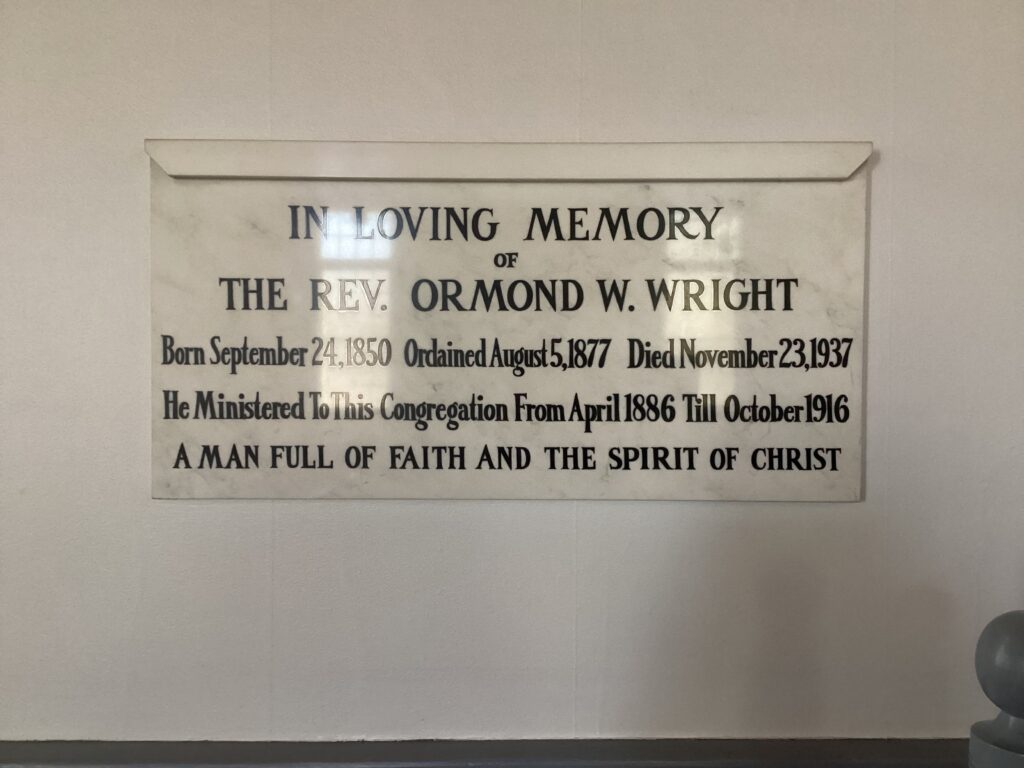 IN LOVING MEMORY
OF
THE REV. ORMOND W. WRIGHT
Born September 24, 1850 Ordained August 5, 1877 Died November 23, 1937
He Ministered To This Congregation From April 1886 Till October 1916
A MAN FULL OF FAITH AND THE SPIRIT OF CHRIST